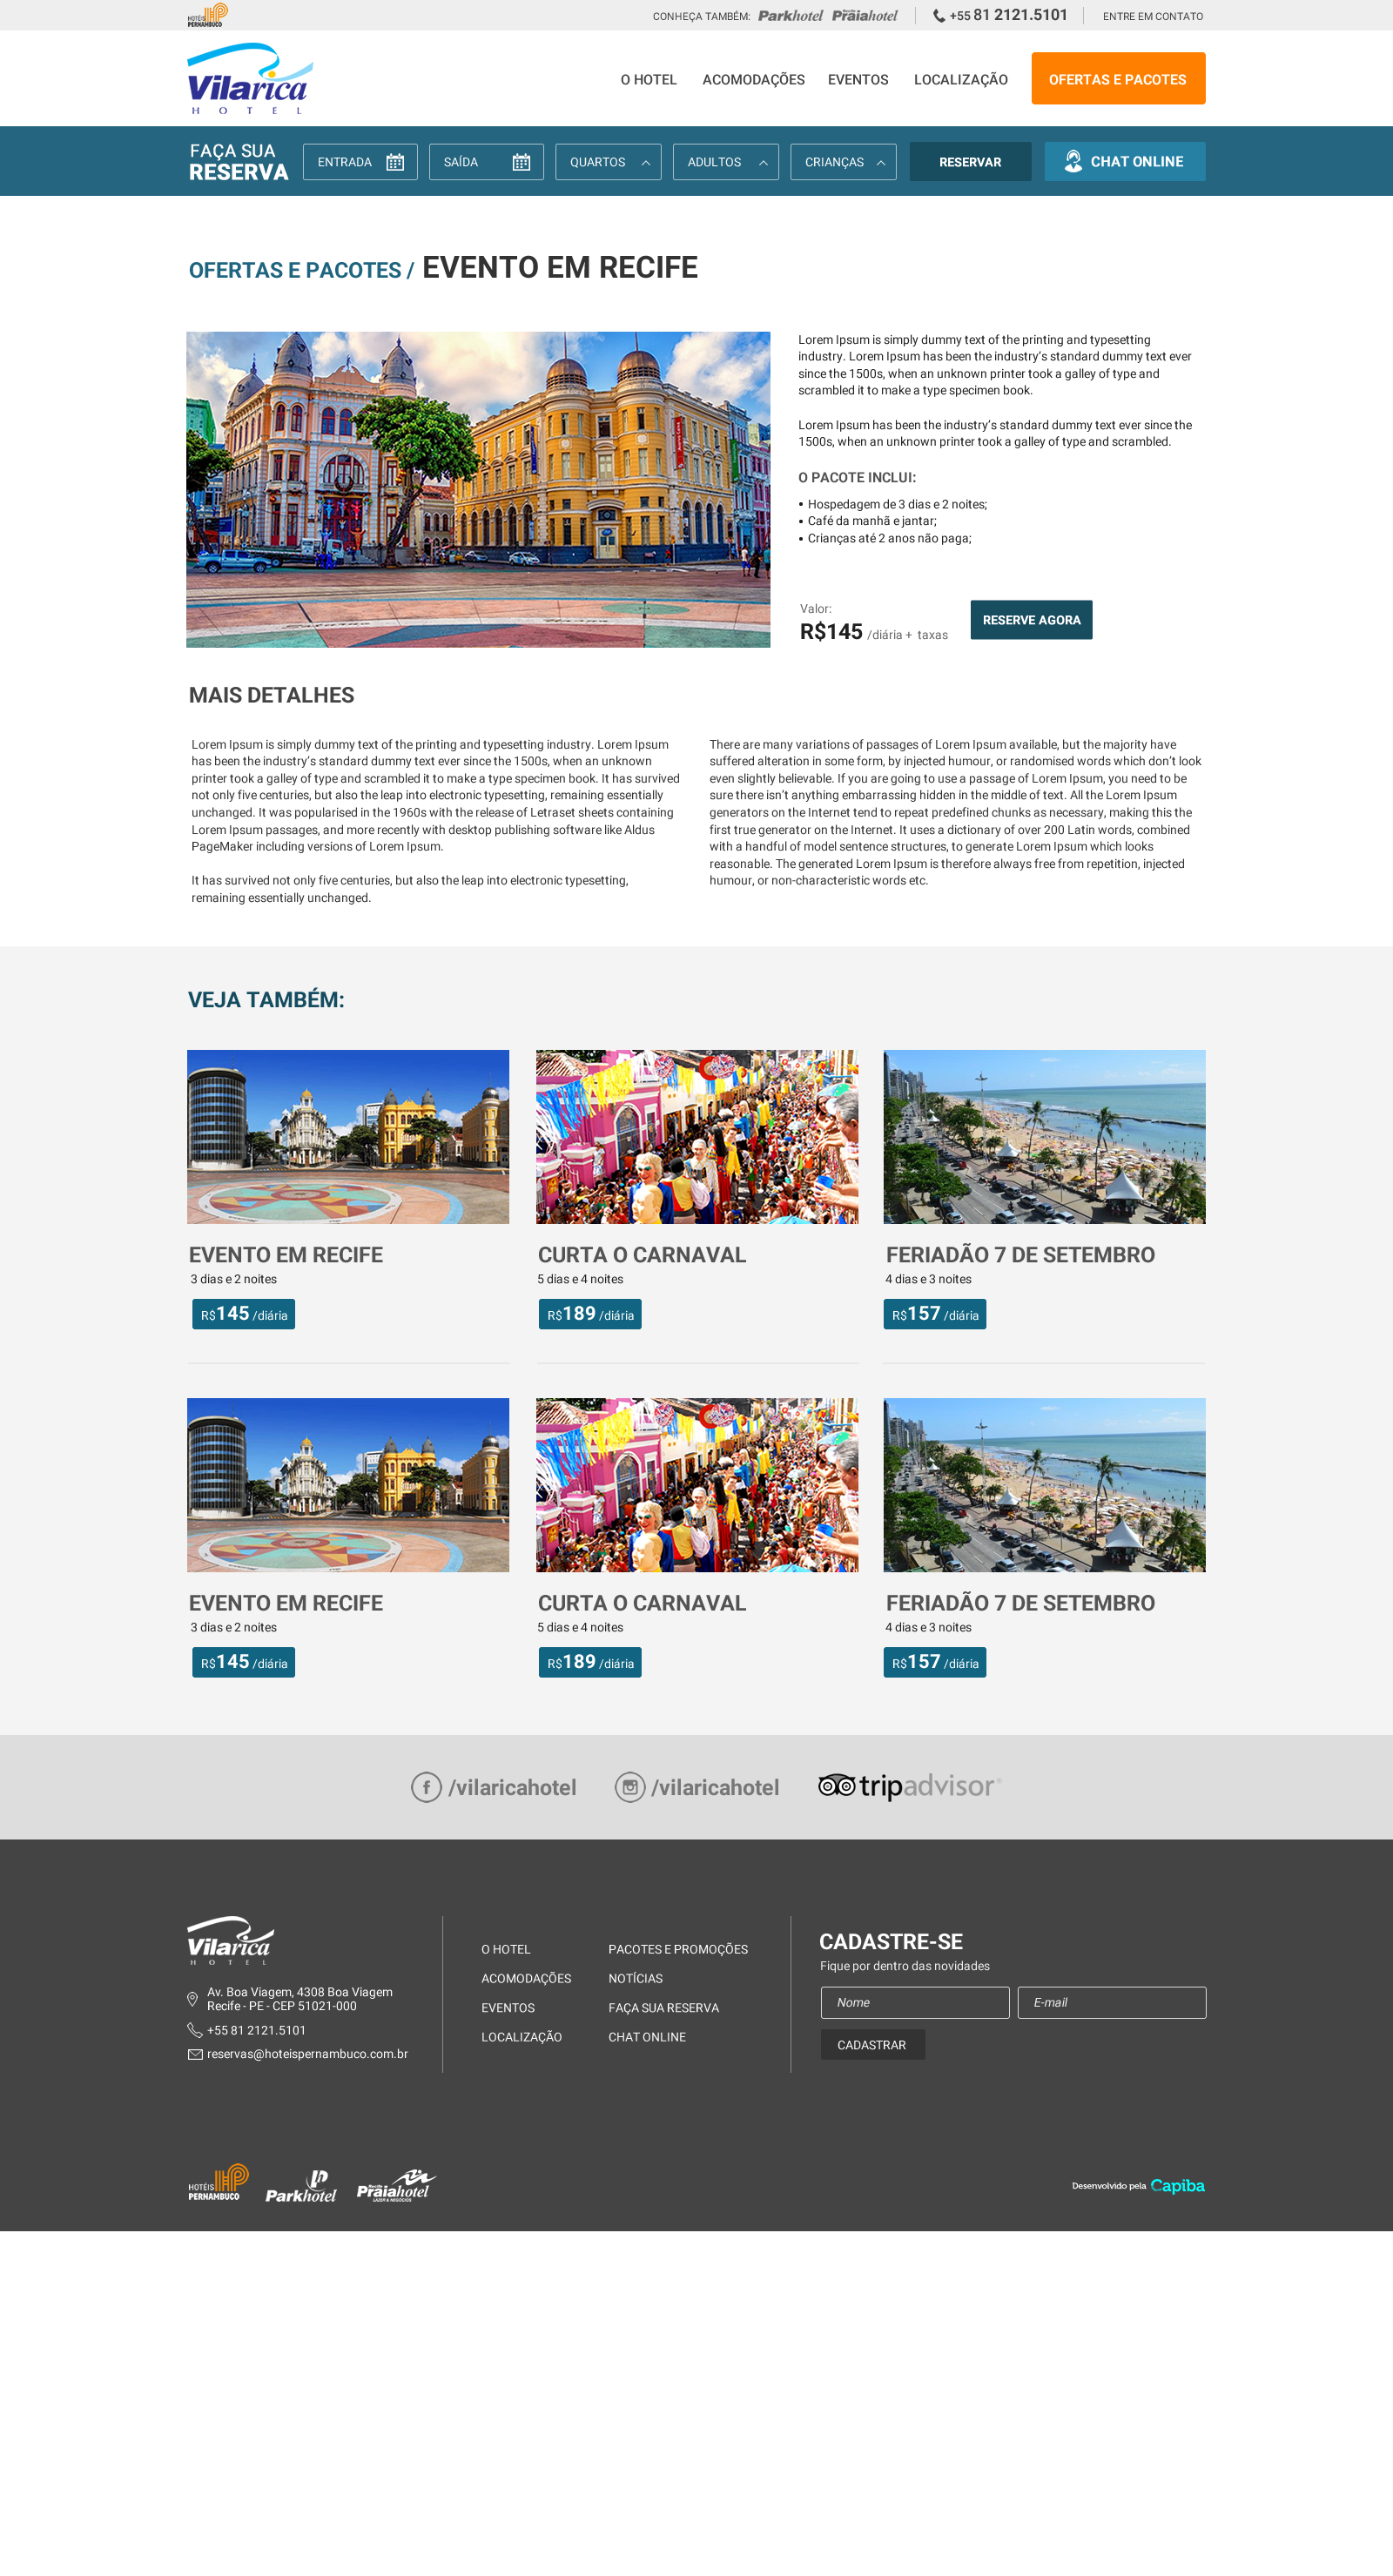 HOTÉIS
PERNAMBUCO
CONHEÇA TAMBÉM: Parkhotel Praiahotel
+55 81 2121.5101
ENTRE EM CONTATO
Vilarica
HOTEL
O HOTEL
ACOMODAÇÕES
EVENTOS
LOCALIZAÇÃO
OFERTAS E PACOTES
FAÇA SUA
RESERVA
ENTRADA
SAÍDA
QUARTOS
ADULTOS
CRIANÇAS
RESERVAR
CHAT ONLINE
OFERTAS E PACOTES / EVENTO EM RECIFE
Lorem Ipsum is simply dummy text of the printing and typesetting
industry. Lorem Ipsum has been the industry’s standard dummy text ever
since the 1500s, when an unknown printer took a galley of type and
scrambled it to make a type specimen book.
Lorem Ipsum has been the industry’s standard dummy text ever since the
1500s, when an unknown printer took a galley of type and scrambled.
O PACOTE INCLUI:
• Hospedagem de 3 dias e 2 noites;
• Café da manhã e jantar;
• Crianças até 2 anos não paga;
Valor:
R$145 /diária + taxas
RESERVE AGORA
MAIS DETALHES
Lorem Ipsum is simply dummy text of the printing and typesetting industry. Lorem Ipsum
has been the industry’s standard dummy text ever since the 1500s, when an unknown
printer took a galley of type and scrambled it to make a type specimen book. It has survived
not only five centuries, but also the leap into electronic typesetting, remaining essentially
unchanged. It was popularised in the 1960s with the release of Letraset sheets containing
Lorem Ipsum passages, and more recently with desktop publishing software like Aldus
PageMaker including versions of Lorem Ipsum.
It has survived not only five centuries, but also the leap into electronic typesetting,
remaining essentially unchanged.
There are many variations of passages of Lorem Ipsum available, but the majority have
suffered alteration in some form, by injected humour, or randomised words which don’t look
even slightly believable. If you are going to use a passage of Lorem Ipsum, you need to be
sure there isn’t anything embarrassing hidden in the middle of text. All the Lorem Ipsum
generators on the Internet tend to repeat predefined chunks as necessary, making this the
first true generator on the Internet. It uses a dictionary of over 200 Latin words, combined
with a handful of model sentence structures, to generate Lorem Ipsum which looks
reasonable. The generated Lorem Ipsum is therefore always free from repetition, injected
humour, or non-characteristic words etc.
VEJA TAMBÉM:
EVENTO EM RECIFE
3 dias e 2 noites
R$145 /diária
CURTA O CARNAVAL
5 dias e 4 noites
R$189 /diária
FERIADÃO 7 DE SETEMBRO
4 dias e 3 noites
R$157 /diária
EVENTO EM RECIFE
3 dias e 2 noites
R$145 /diária
CURTA O CARNAVAL
5 dias e 4 noites
R$189 /diária
FERIADÃO 7 DE SETEMBRO
4 dias e 3 noites
R$157 /diária
/vilaricahotel
/vilaricahotel
tripadvisor®
Vilarica
HOTEL
Av. Boa Viagem, 4308 Boa Viagem
Recife - PE - CEP 51021-000
+55 81 2121.5101
reservas@hoteispernambuco.com.br
O HOTEL
ACOMODAÇÕES
EVENTOS
LOCALIZAÇÃO
PACOTES E PROMOÇÕES
NOTÍCIAS
FAÇA SUA RESERVA
CHAT ONLINE
CADASTRE-SE
Fique por dentro das novidades
Nome
E-mail
CADASTRAR
HOTÉIS
PERNAMBUCO
Parkhotel
Praiahotel
LAZER & NEGÓCIOS
Desenvolvido pela Capiba